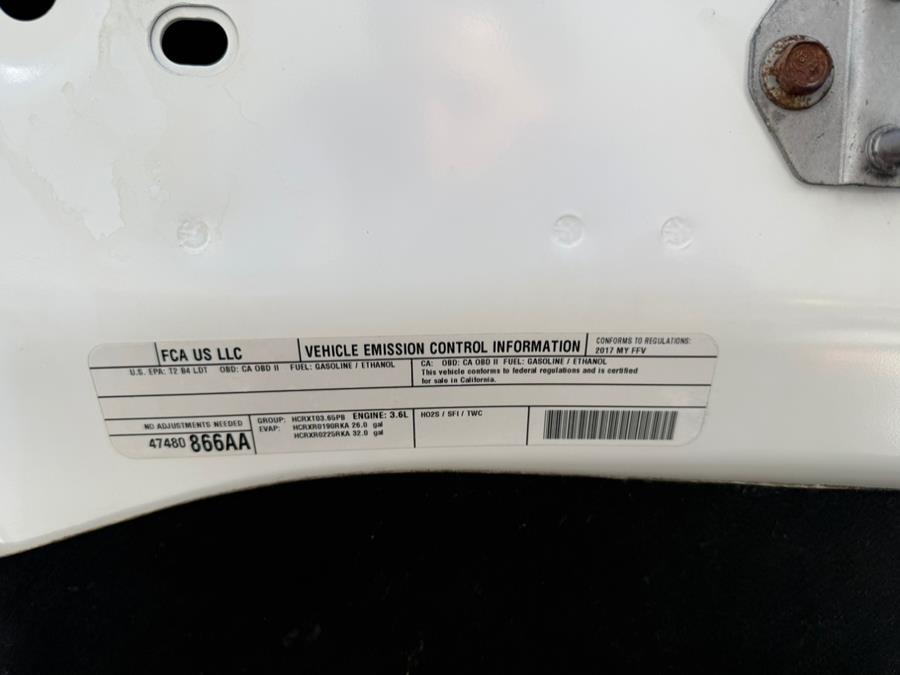 FCA US LLC
VEHICLE EMISSION CONTROL INFORMATION
CONFORMS TO REGULATIONS:
2017 MY FFV
U.S. EPA: T2 B4 LDT OBD: CA OBD II FUEL: GASOLINE / ETHANOL
CA: OBD: CA OBD II FUEL: GASOLINE / ETHANOL
This vehicle conforms to federal regulations and is certified
for sale in California.
NO ADJUSTMENTS NEEDED
47480 866AA
GROUP: HCRXT03.65PB ENGINE: 3.6L
EVAP: HCRXR0190RKA 26.0 gal
HCRXR0225RKA 32.0 gal
HO2S / SFI / TWC